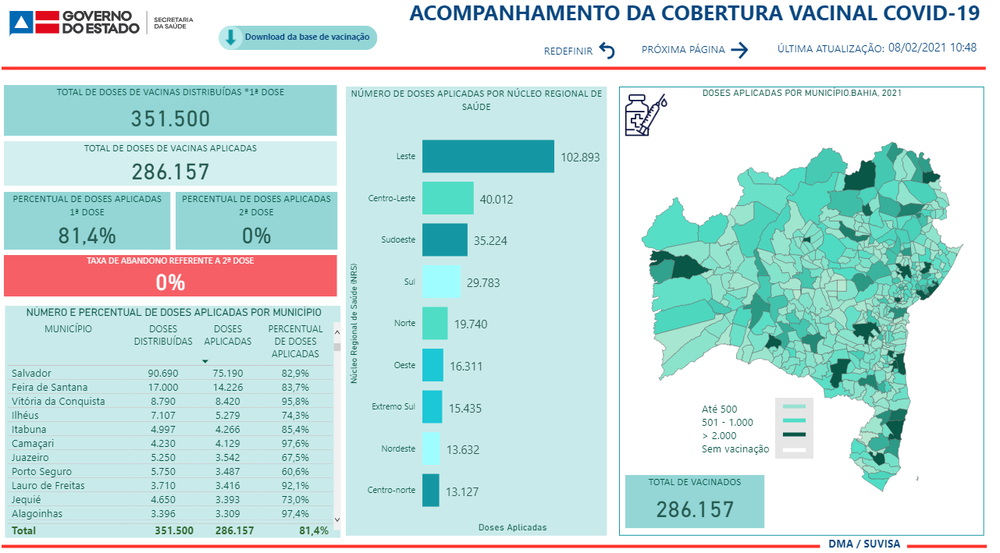 GOVERNO
DO ESTADO
SECRETARIA
DA SAÚDE
Download da base de vacinação
ACOMPANHAMENTO DA COBERTURA VACINAL COVID-19
REDEFINIR
PRÓXIMA PÁGINA
ÚLTIMA ATUALIZAÇÃO: 08/02/2021 10:48
TOTAL DE DOSES DE VACINAS DISTRIBUÍDAS *1ª DOSE
351.500
TOTAL DE DOSES DE VACINAS APLICADAS
286.157
PERCENTUAL DE DOSES APLICADAS
1ª DOSE
81,4%
PERCENTUAL DE DOSES APLICADAS
2ª DOSE
0%
TAXA DE ABANDONO REFERENTE A 2ª DOSE
0%
NÚMERO E PERCENTUAL DE DOSES APLICADAS POR MUNICÍPIO
MUNICÍPIO DOSES DOSES PERCENTUAL
DISTRIBUÍDAS APLICADAS DE DOSES
APLICADAS
Salvador 90.690 75.190 82,9%
Feira de Santana 17.000 14.226 83,7%
Vitória da Conquista 8.790 8.420 95,8%
Ilhéus 7.107 5.279 74,3%
Itabuna 4.997 4.266 85,4%
Camaçari 4.230 4.129 97,6%
Juazeiro 5.250 3.542 67,5%
Porto Seguro 5.750 3.487 60,6%
Lauro de Freitas 3.710 3.416 92,1%
Jequié 4.650 3.393 73,0%
Alagoinhas 3.396 3.309 97,4%
Total 351.500 286.157 81,4%
NÚMERO DE DOSES APLICADAS POR NÚCLEO REGIONAL DE
SAÚDE
Núcleo Regional de Saúde (NRS)
Leste 102.893
Centro-Leste 40.012
Sudoeste 35.224
Sul 29.783
Norte 19.740
Oeste 16.311
Extremo Sul 15.435
Nordeste 13.632
Centro-norte 13.127
Doses Aplicadas
DOSES APLICADAS POR MUNICÍPIO.BAHIA, 2021
Até 500
501 - 1.000
> 2.000
Sem vacinação
TOTAL DE VACINADOS
286.157
DMA / SUVISA